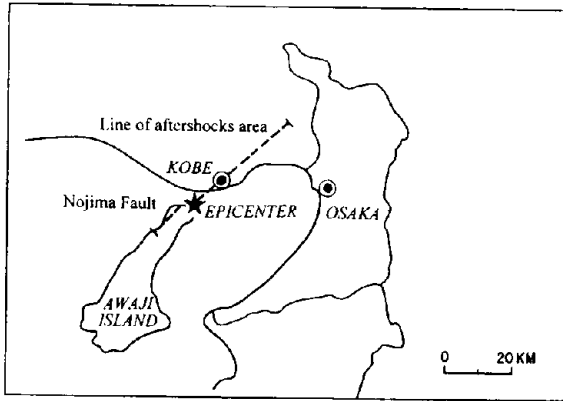 Line of aftershocks area
KOBE
Nojima Fault
EPICENTER
OSAKA
AWAJI
ISLAND
0 20 KM